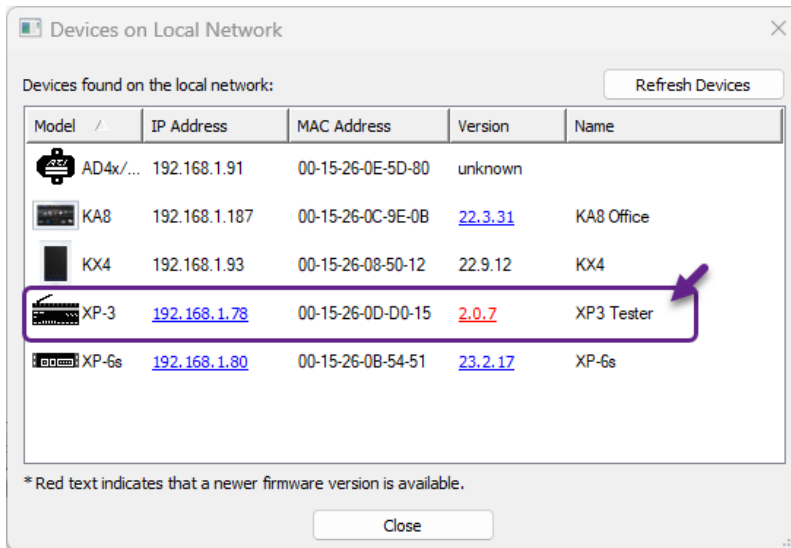 Devices on Local Network
Devices found on the local network:
Refresh Devices
Model IP Address MAC Address Version Name
AD4x/... 192.168.1.91 00-15-26-0E-5D-80 unknown
KA8 192.168.1.187 00-15-26-0C-9E-0B 22.3.31 KA8 Office
KX4 192.168.1.93 00-15-26-08-50-12 22.9.12 KX4
XP-3 192.168.1.78 00-15-26-0D-D0-15 2.0.7 XP3 Tester
XP-6s 192.168.1.80 00-15-26-0B-54-51 23.2.17 XP-6s
* Red text indicates that a newer firmware version is available.
Close